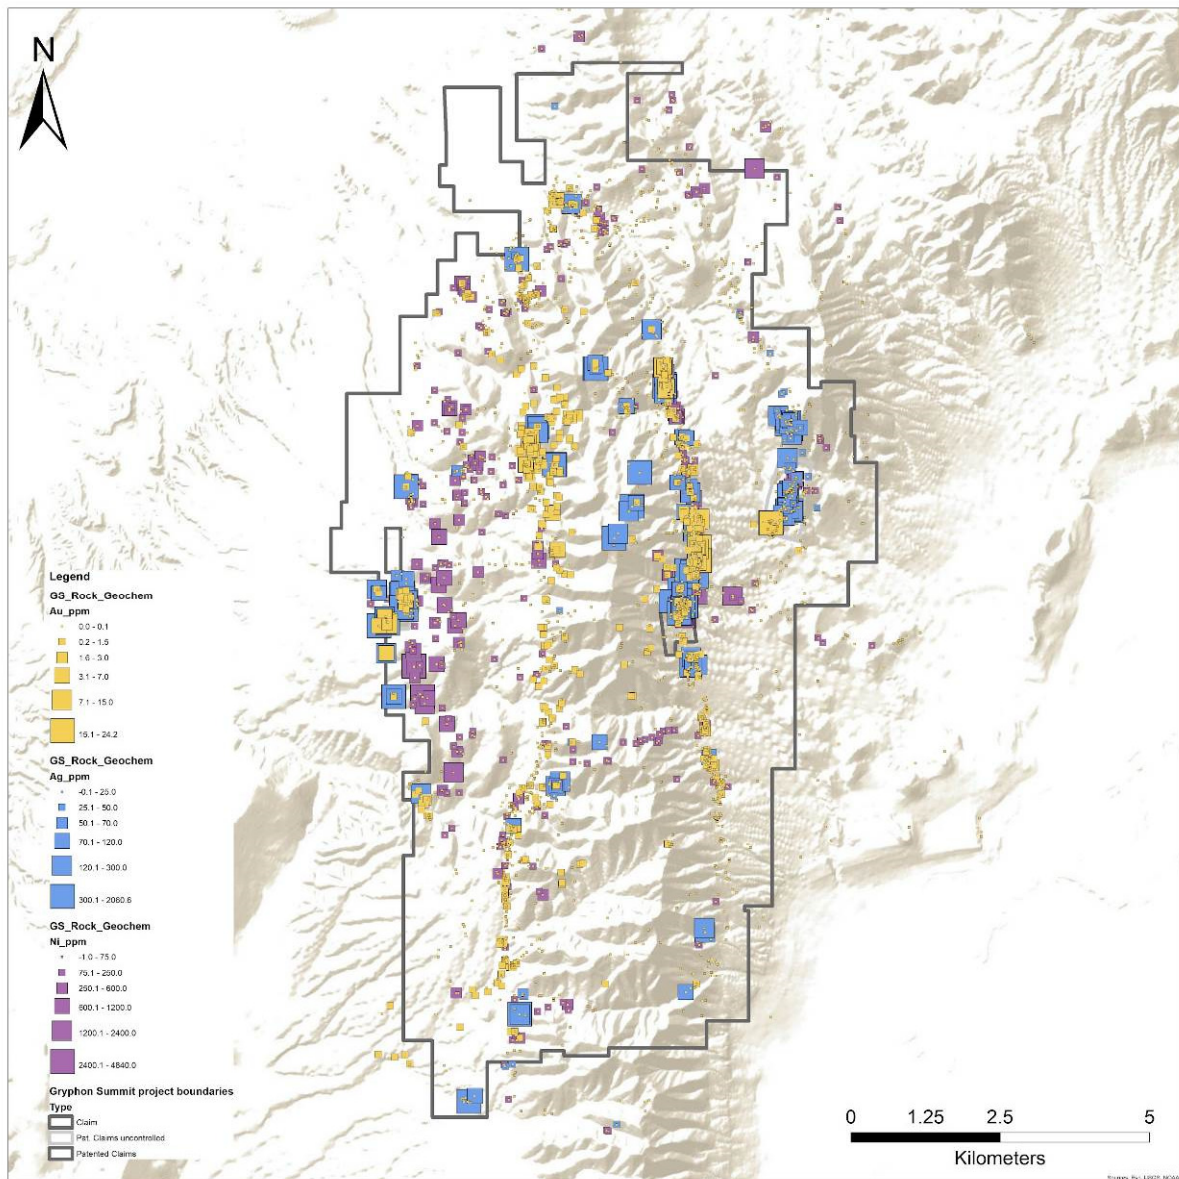 N
Legend
GS_Rock_Geochem
Au_ppm
0.0 - 0.1
0.2 - 1.5
1.6 - 3.0
3.1 - 7.0
7.1 - 15.0
15.1 - 24.2
GS_Rock_Geochem
Ag_ppm
-0.1 - 25.0
25.1 - 50.0
50.1 - 70.0
70.1 - 120.0
120.1 - 300.0
300.1 - 2060.6
GS_Rock_Geochem
Ni_ppm
-1.0 - 75.0
75.1 - 250.0
250.1 - 600.0
600.1 - 1200.0
1200.1 - 2400.0
2400.1 - 4840.0
Gryphon Summit project boundaries
Type
Claim
Pat. Claims uncontrolled
Patented Claims
0 1.25 2.5 5
Kilometers
USGS, NOAA